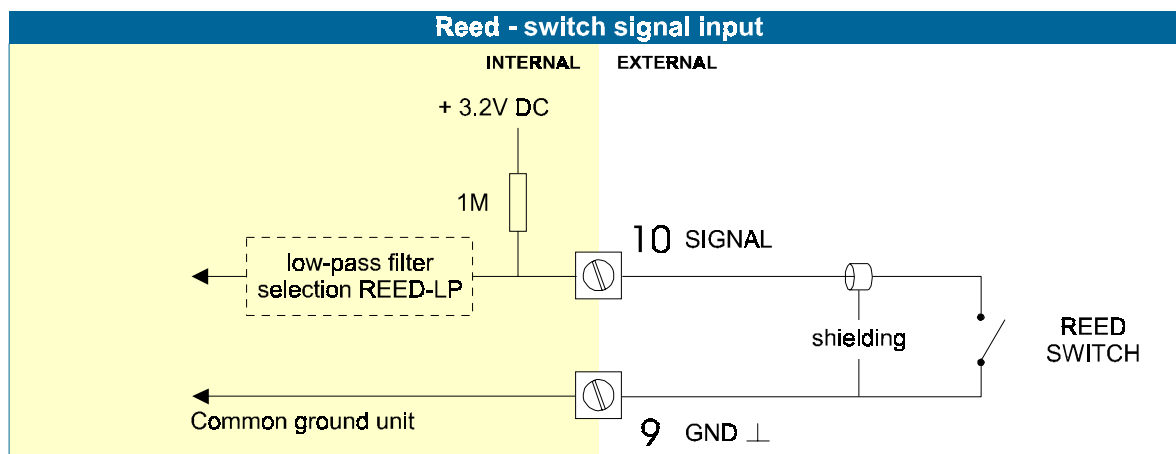 Reed - switch signal input
INTERNAL EXTERNAL
+ 3.2V DC
1M
10 SIGNAL
low-pass filter
selection REED-LP
shielding
REED
SWITCH
Common ground unit
9 GND ⊥